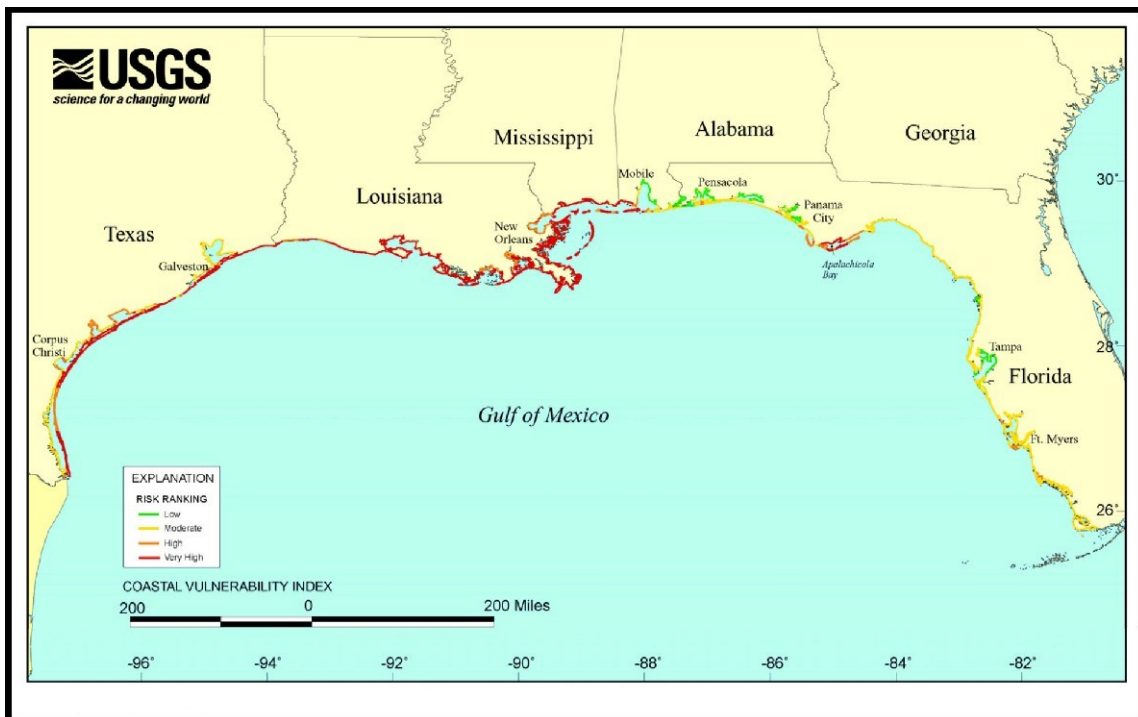 USGS
science for a changing world
Mississippi
Alabama
Georgia
Louisiana
Texas
Mobile
Pensacola
Panama
City
New
Orleans
Galveston
Apalachicola
Bay
Corpus
Christi
Tampa
Florida
Gulf of Mexico
Ft. Myers
30°
28°
26°
EXPLANATION
RISK RANKING
Low
Moderate
High
Very High
COASTAL VULNERABILITY INDEX
200 0 200 Miles
-96° -94° -92° -90° -88° -86° -84° -82°